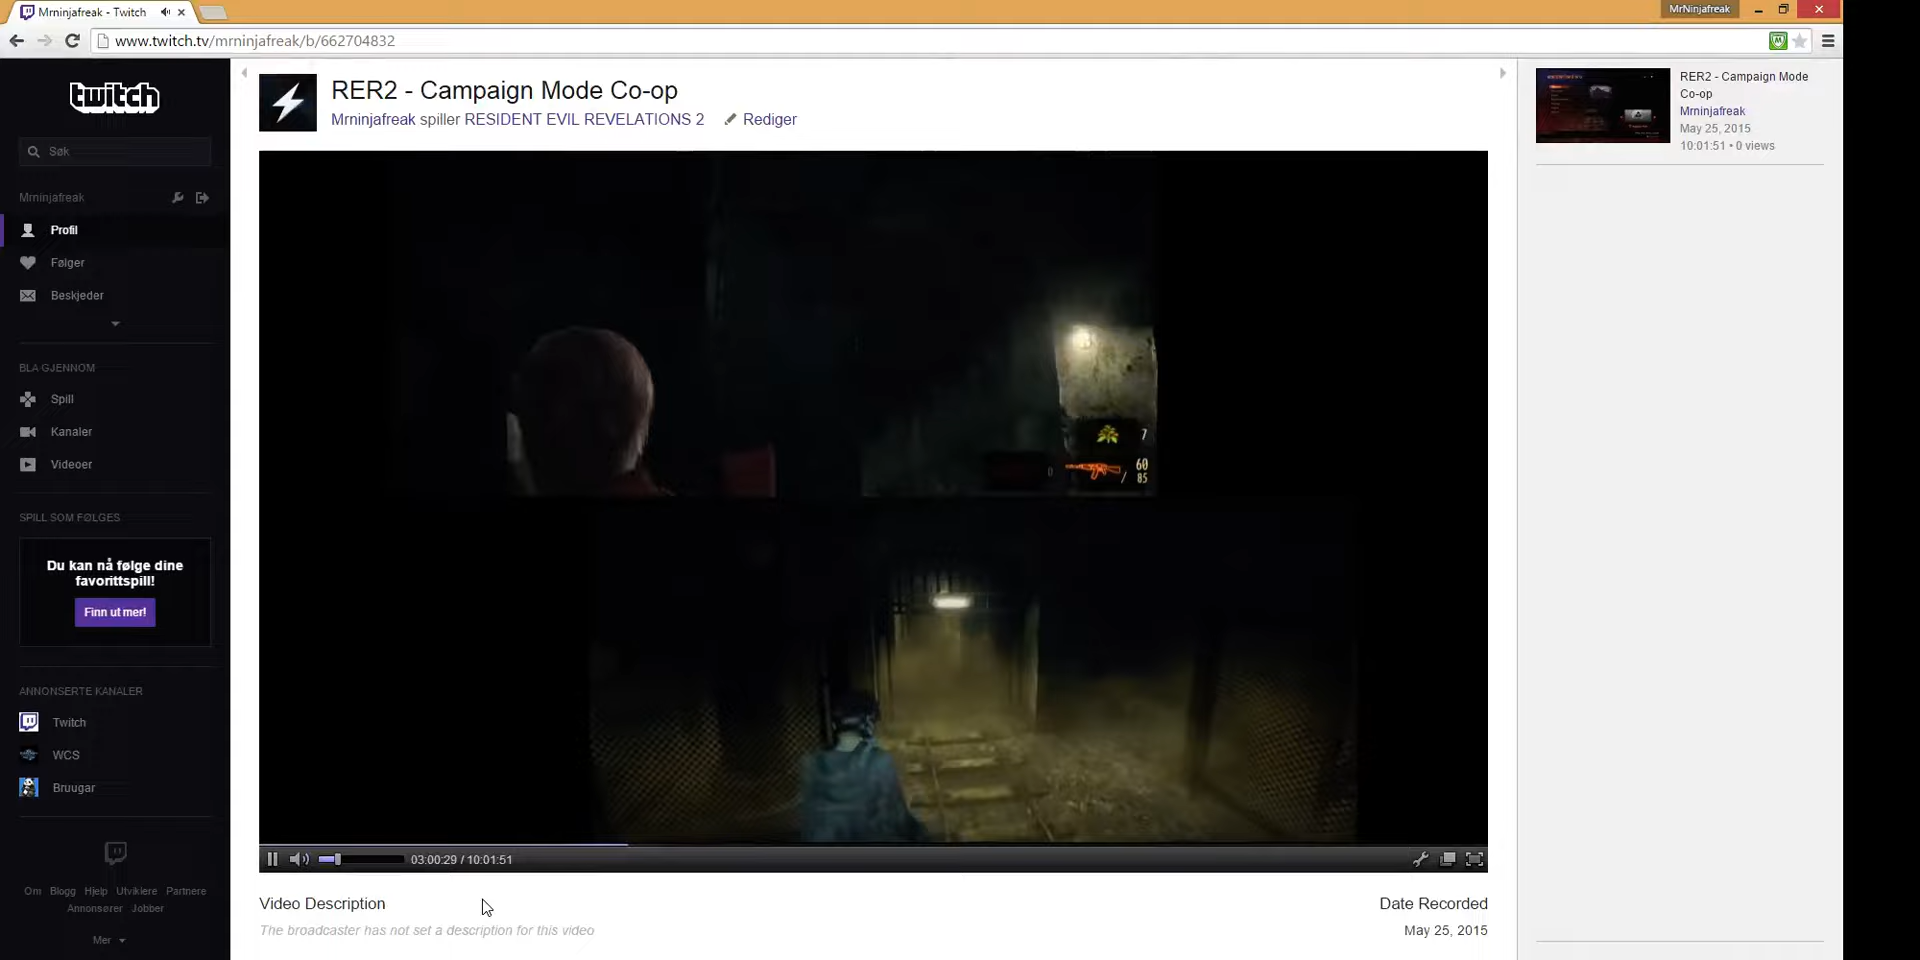 Mrninjafreak - Twitch
MrNinjafreak
www.twitch.tv/mrninjafreak/b/662704832
twitch
Søk
Mrninjafreak
Profil
Følger
Beskjeder
BLA GJENNOM
Spill
Kanaler
Videoer
SPILL SOM FØLGES
Du kan nå følge dine
favorittspill!
Finn ut mer!
ANNONSERTE KANALER
Twitch
WCS
Bruugar
Om Blogg Hjelp Utviklere Partnere
Annonsører Jobber
Mer
RER2 - Campaign Mode Co-op
Mrninjafreak spiller RESIDENT EVIL REVELATIONS 2 Rediger
7
0
60
/ 85
03:00:29 / 10:01:51
Video Description
The broadcaster has not set a description for this video
Date Recorded
May 25, 2015
RER2 - Campaign Mode
Co-op
Mrninjafreak
May 25, 2015
10:01:51 • 0 views